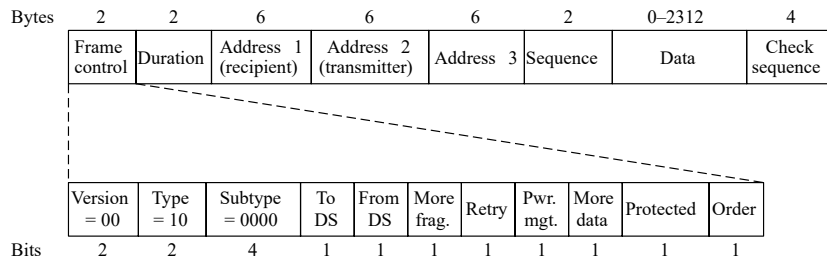 Bytes 2 2 6 6 6 2 0–2312 4
Frame control Duration Address 1 (recipient) Address 2 (transmitter) Address 3 Sequence Data Check sequence
Version = 00 Type = 10 Subtype = 0000 To DS From DS More frag. Retry Pwr. mgt. More data Protected Order
Bits 2 2 4 1 1 1 1 1 1 1 1